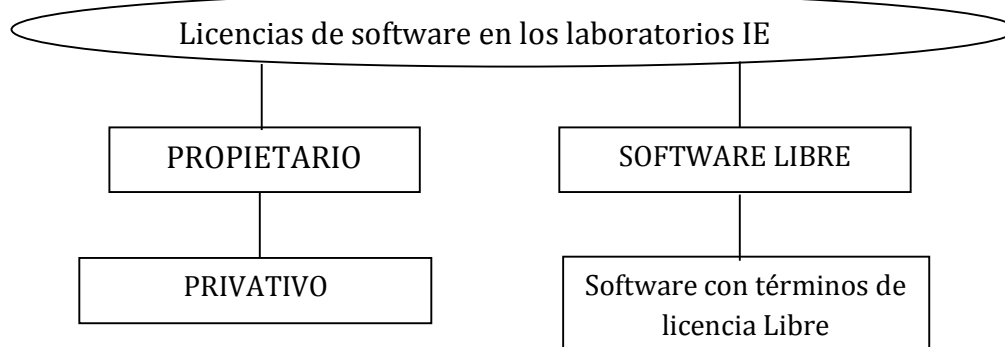 Licencias de software en los laboratorios IE
PROPIETARIO
SOFTWARE LIBRE
PRIVATIVO
Software con términos de
licencia Libre